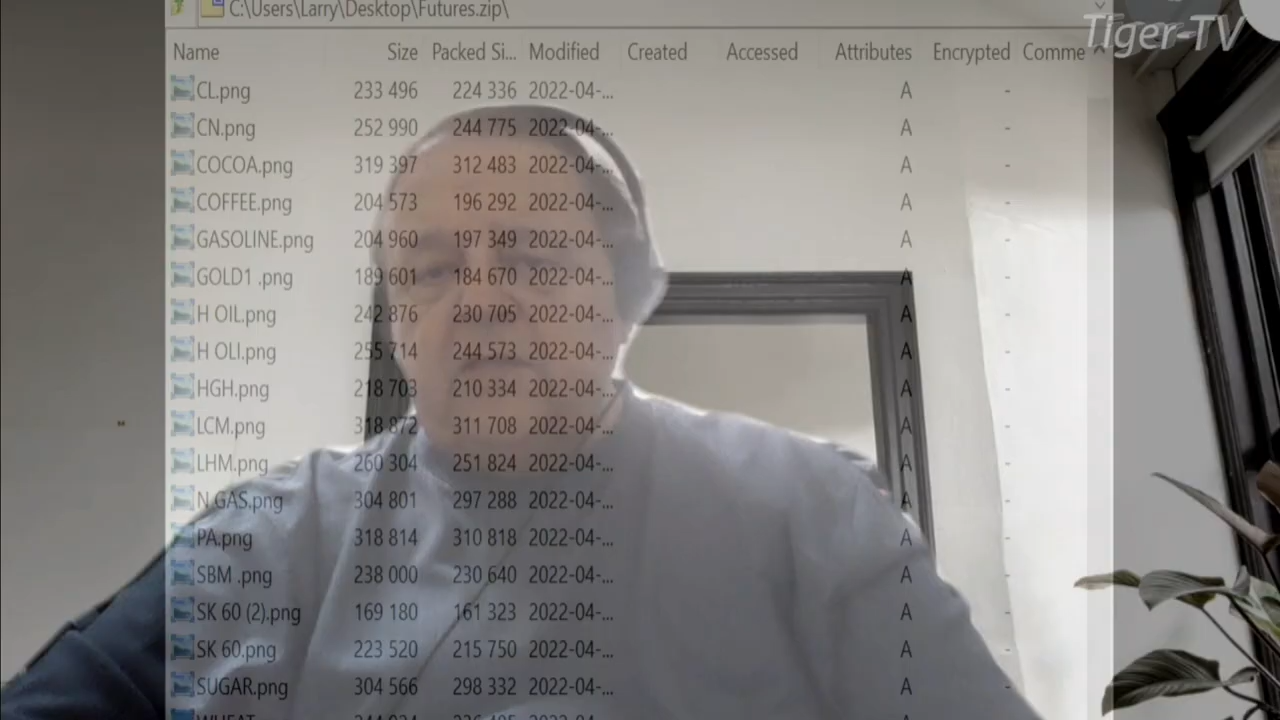 C:\Users\Larry\Desktop\Futures.zip\
Tiger-TV
Name Size Packed Si... Modified Created Accessed Attributes Encrypted Comme
CL.png 233 496 224 336 2022-04-... A -
CN.png 252 990 244 775 2022-04-... A -
COCOA.png 319 397 312 483 2022-04-... A -
COFFEE.png 204 573 196 292 2022-04-... A -
GASOLINE.png 204 960 197 349 2022-04-... A -
GOLD1 .png 189 601 184 670 2022-04-... A -
H OIL.png 242 876 230 705 2022-04-... A -
H OLI.png 255 714 244 573 2022-04-... A -
HGH.png 218 703 210 334 2022-04-... A -
LCM.png 318 872 311 708 2022-04-... A -
LHM.png 260 304 251 824 2022-04-... A -
N GAS.png 304 801 297 288 2022-04-... A -
PA.png 318 814 310 818 2022-04-... A -
SBM .png 238 000 230 640 2022-04-... A -
SK 60 (2).png 169 180 161 323 2022-04-... A -
SK 60.png 223 520 215 750 2022-04-... A -
SUGAR.png 304 566 298 332 2022-04-... A -